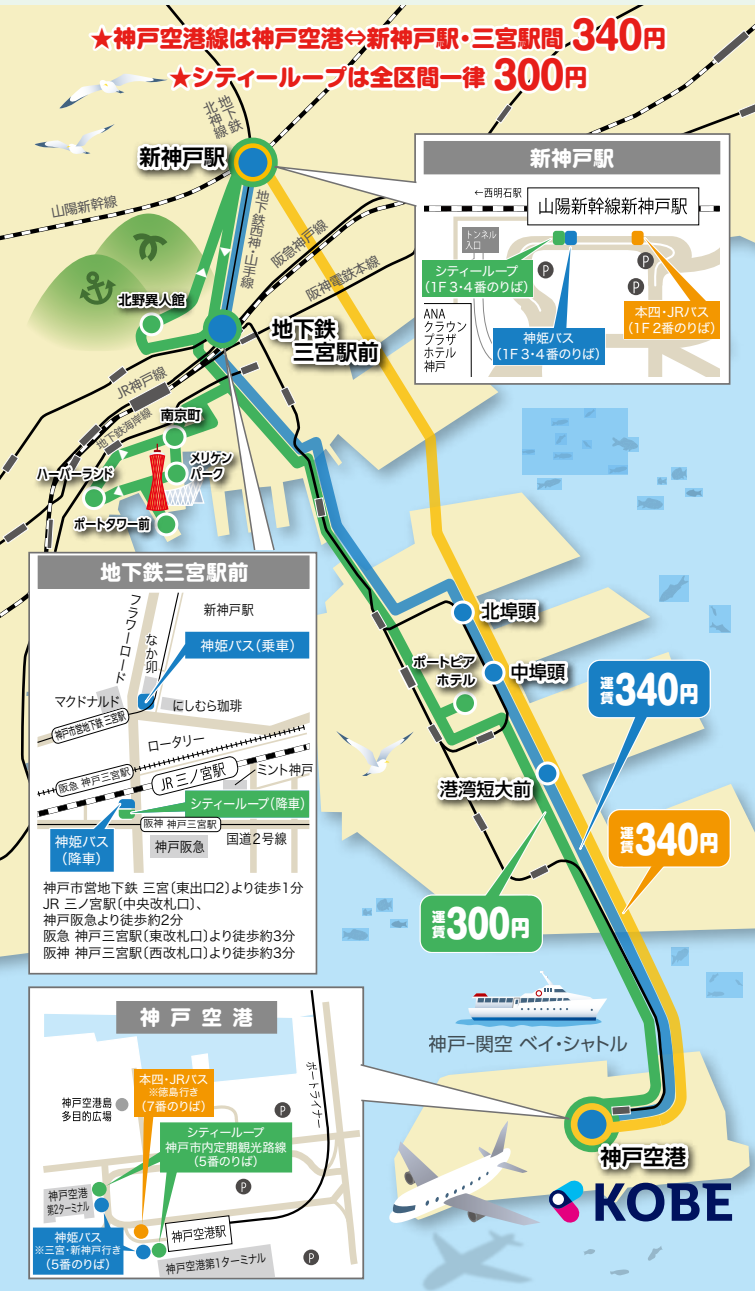 ★神戸空港線は神戸空港⇔新神戸駅・三宮駅間 340円
★シティーループは全区間一律 300円
地下鉄
北神線
新神戸駅
山陽新幹線
地下鉄西神・山手線
阪急神戸線
阪神電鉄本線
北野異人館
地下鉄
三宮駅前
JR神戸線
地下鉄海岸線
南京町
ハーバーランド
メリケン
パーク
ポートタワー前
新神戸駅
←西明石駅
山陽新幹線新神戸駅
トンネル
入口
P
P
P
シティーループ
(1F3・4番のりば)
神姫バス
(1F3・4番のりば)
本四・JRバス
(1F2番のりば)
ANA
クラウン
プラザ
ホテル
神戸
地下鉄三宮駅前
フラワーロード
なか卯
新神戸駅
神姫バス(乗車)
マクドナルド
にしむら珈琲
神戸市営地下鉄 三宮駅
ロータリー
阪急 神戸三宮駅
JR 三ノ宮駅
ミント神戸
シティーループ(降車)
阪神 神戸三宮駅
神姫バス
(降車)
神戸阪急
国道2号線
神戸市営地下鉄 三宮〔東出口2〕より徒歩1分
JR 三ノ宮駅〔中央改札口〕、
神戸阪急より徒歩約2分
阪急 神戸三宮駅〔東改札口〕より徒歩約3分
阪神 神戸三宮駅〔西改札口〕より徒歩約3分
北埠頭
ポートピア
ホテル
中埠頭
港湾短大前
運賃340円
運賃340円
運賃300円
神戸-関空 ベイ・シャトル
神戸空港
KOBE
神戸空港
本四・JRバス
※徳島行き
(7番のりば)
神戸空港島
多目的広場
ポートライナー
P
シティーループ
神戸市内定期観光路線
(5番のりば)
P
神戸空港
第2ターミナル
神姫バス
※三宮・新神戸行き
(5番のりば)
神戸空港駅
神戸空港第1ターミナル
P